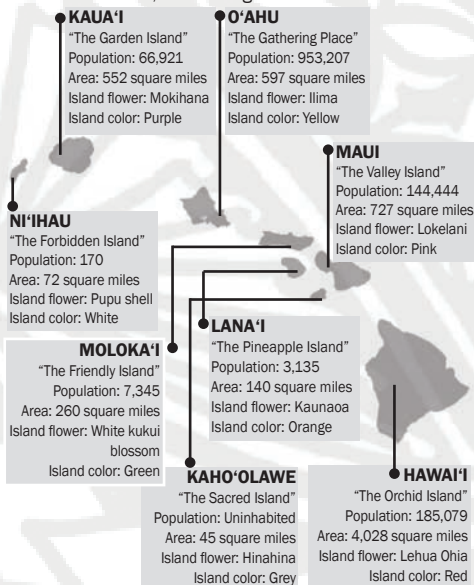 KAUA‘I
“The Garden Island”
Population: 66,921
Area: 552 square miles
Island flower: Mokihana
Island color: Purple
O‘AHU
“The Gathering Place”
Population: 953,207
Area: 597 square miles
Island flower: Ilima
Island color: Yellow
MAUI
“The Valley Island”
Population: 144,444
Area: 727 square miles
Island flower: Lokelani
Island color: Pink
NI‘IHAU
“The Forbidden Island”
Population: 170
Area: 72 square miles
Island flower: Pupu shell
Island color: White
LANA‘I
“The Pineapple Island”
Population: 3,135
Area: 140 square miles
Island flower: Kaunaoa
Island color: Orange
MOLOKA‘I
“The Friendly Island”
Population: 7,345
Area: 260 square miles
Island flower: White kukui
blossom
Island color: Green
KAHO‘OLAWE
“The Sacred Island”
Population: Uninhabited
Area: 45 square miles
Island flower: Hinahina
Island color: Grey
HAWAI‘I
“The Orchid Island”
Population: 185,079
Area: 4,028 square miles
Island flower: Lehua Ohia
Island color: Red